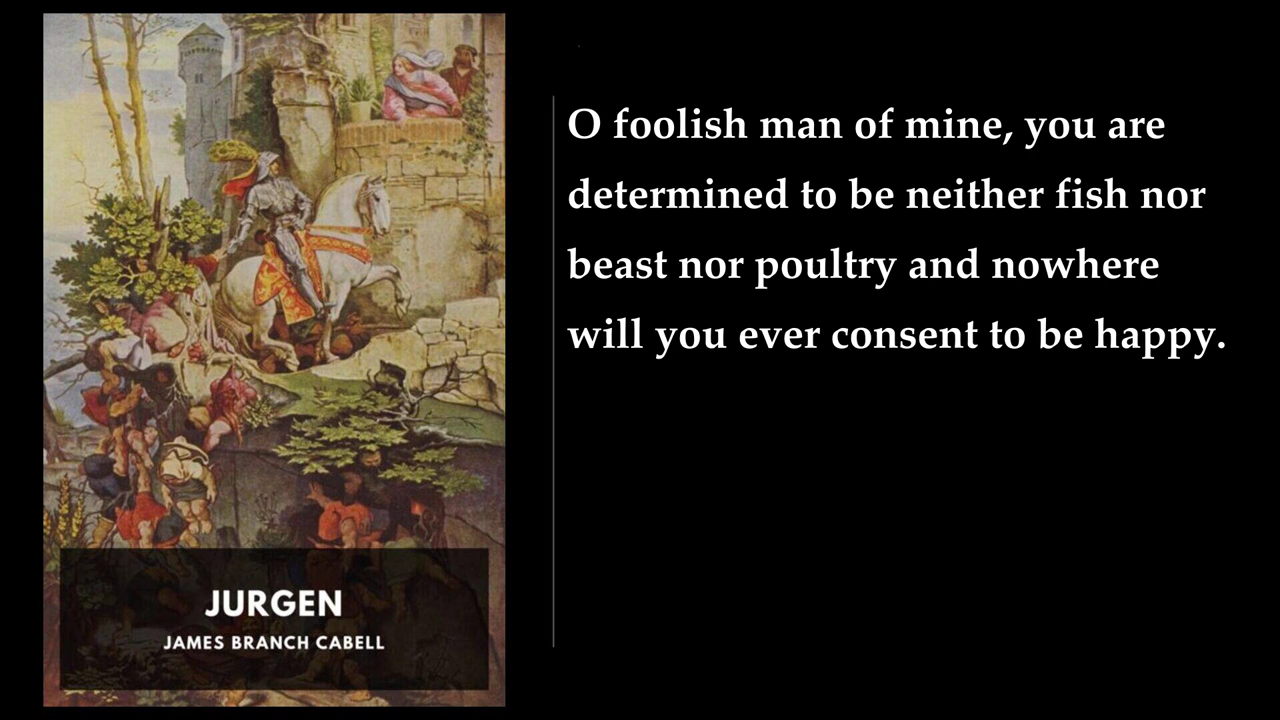 JURGEN
JAMES BRANCH CABELL
O foolish man of mine, you are
determined to be neither fish nor
beast nor poultry and nowhere
will you ever consent to be happy.